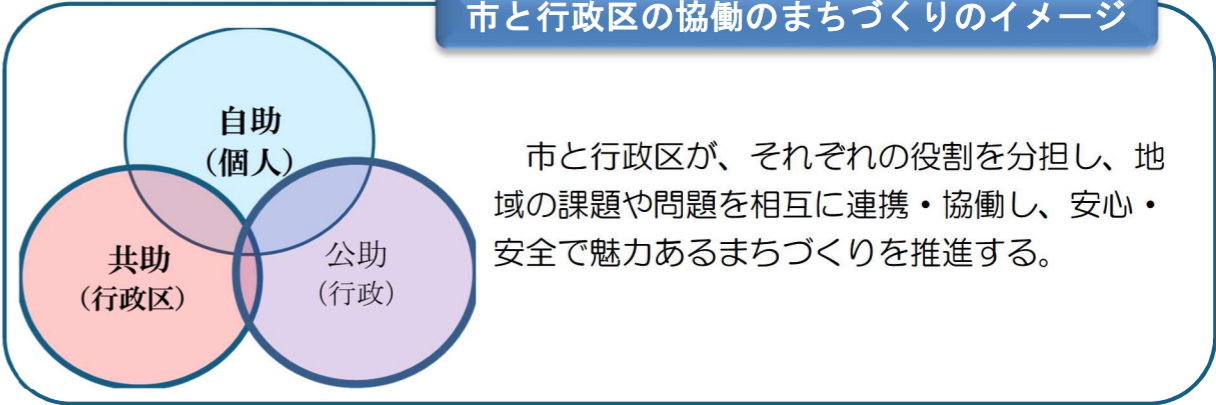 市と行政区の協働のまちづくりのイメージ
自助
（個人）
共助
（行政区）
公助
（行政）
　市と行政区が、それぞれの役割を分担し、地
域の課題や問題を相互に連携・協働し、安心・
安全で魅力あるまちづくりを推進する。